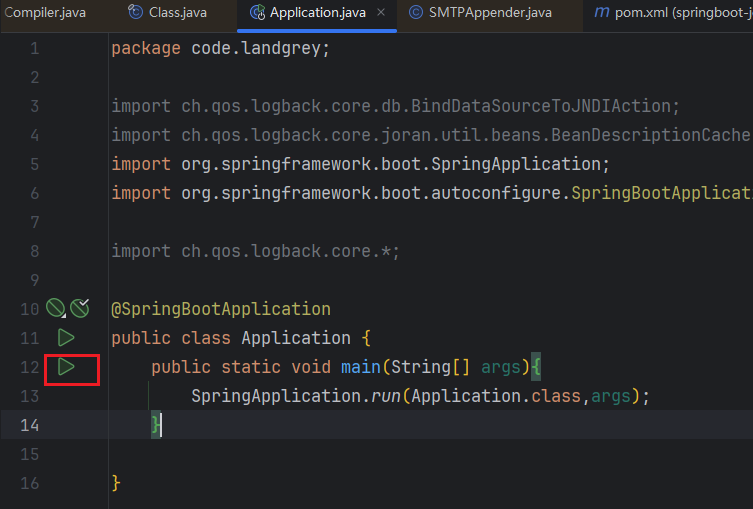 Compiler.java Class.java Application.java SMTPAppender.java pom.xml (springboot-j
1 package code.landgrey;
2
3 import ch.qos.logback.core.db.BindDataSourceToJNDIAction;
4 import ch.qos.logback.core.joran.util.beans.BeanDescriptionCache
5 import org.springframework.boot.SpringApplication;
6 import org.springframework.boot.autoconfigure.SpringBootApplicati
7
8 import ch.qos.logback.core.*;
9
10 @SpringBootApplication
11 public class Application {
12 public static void main(String[] args){
13 SpringApplication.run(Application.class,args);
14 }
15
16 }